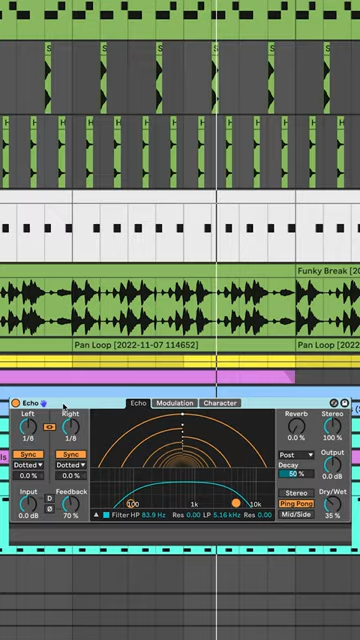 S S S S S S
H H H H H H H H H H H H H
Funky Break [20
Pan Loop [2022-11-07 114652]
Pan Loop [2022
Echo
Echo Modulation Character
Left Right
1/8 1/8
Sync Sync
Dotted Dotted
0.0 % 0.0 %
Input D Feedback
0.0 dB Ø 70 %
100 1k 10k
Filter HP 83.9 Hz Res 0.00 LP 5.16 kHz Res 0.00
Reverb Stereo
0.0 % 100 %
Post Output
Decay
50 % 0.0 dB
Stereo Dry/Wet
Ping Pong
Mid/Side 35 %